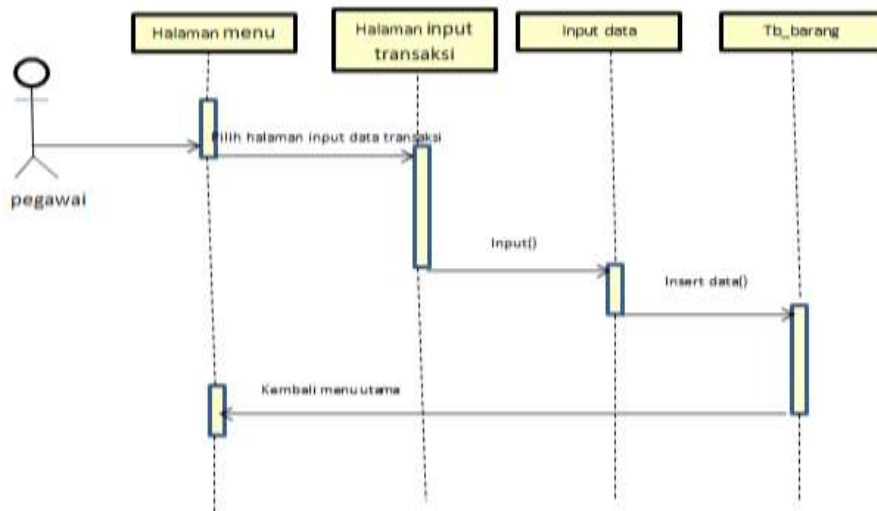 Halaman menu
Halaman input
transaksi
Input data
Tb_barang
Pilih halaman input data transaksi
pegawai
Input()
Insert data()
Kembali menu utama